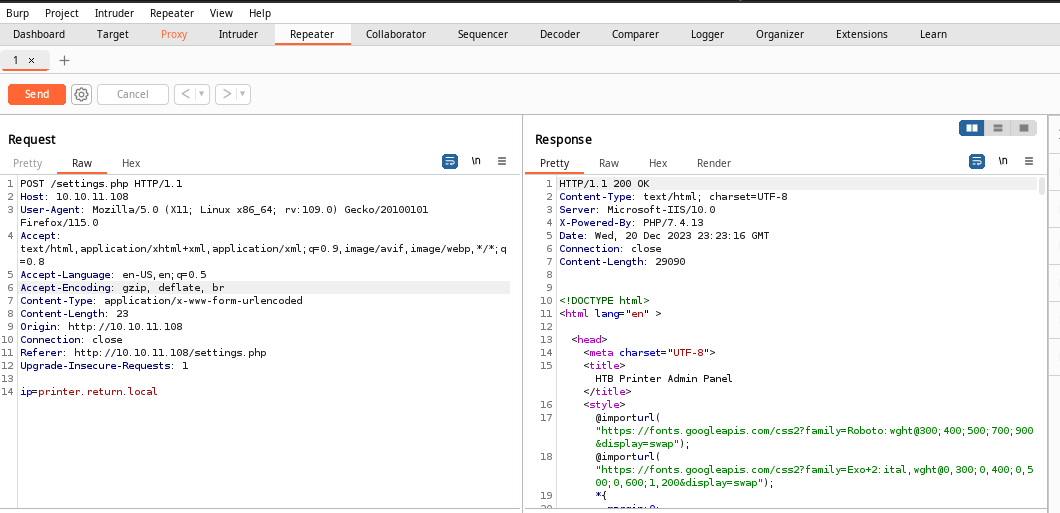 Burp Project Intruder Repeater View Help
Dashboard Target Proxy Intruder Repeater Collaborator Sequencer Decoder Comparer Logger Organizer Extensions Learn
1 × +
Send Cancel < ▾ > ▾
Request
Pretty Raw Hex \n
1 POST /settings.php HTTP/1.1
2 Host: 10.10.11.108
3 User-Agent: Mozilla/5.0 (X11; Linux x86_64; rv:109.0) Gecko/20100101
Firefox/115.0
4 Accept:
text/html,application/xhtml+xml,application/xml;q=0.9,image/avif,image/webp,*/*;q
=0.8
5 Accept-Language: en-US,en;q=0.5
6 Accept-Encoding: gzip, deflate, br
7 Content-Type: application/x-www-form-urlencoded
8 Content-Length: 23
9 Origin: http://10.10.11.108
10 Connection: close
11 Referer: http://10.10.11.108/settings.php
12 Upgrade-Insecure-Requests: 1
13
14 ip=printer.return.local
Response
Pretty Raw Hex Render \n
1 HTTP/1.1 200 OK
2 Content-Type: text/html; charset=UTF-8
3 Server: Microsoft-IIS/10.0
4 X-Powered-By: PHP/7.4.13
5 Date: Wed, 20 Dec 2023 23:23:16 GMT
6 Connection: close
7 Content-Length: 29090
8
9
10 <!DOCTYPE html>
11 <html lang="en" >
12
13 <head>
14 <meta charset="UTF-8">
15 <title>
HTB Printer Admin Panel
</title>
16 <style>
17 @importurl(
"https://fonts.googleapis.com/css2?family=Roboto:wght@300;400;500;700;900
&display=swap");
18 @importurl(
"https://fonts.googleapis.com/css2?family=Exo+2:ital,wght@0,300;0,400;0,5
00;0,600;1,200&display=swap");
19 *{